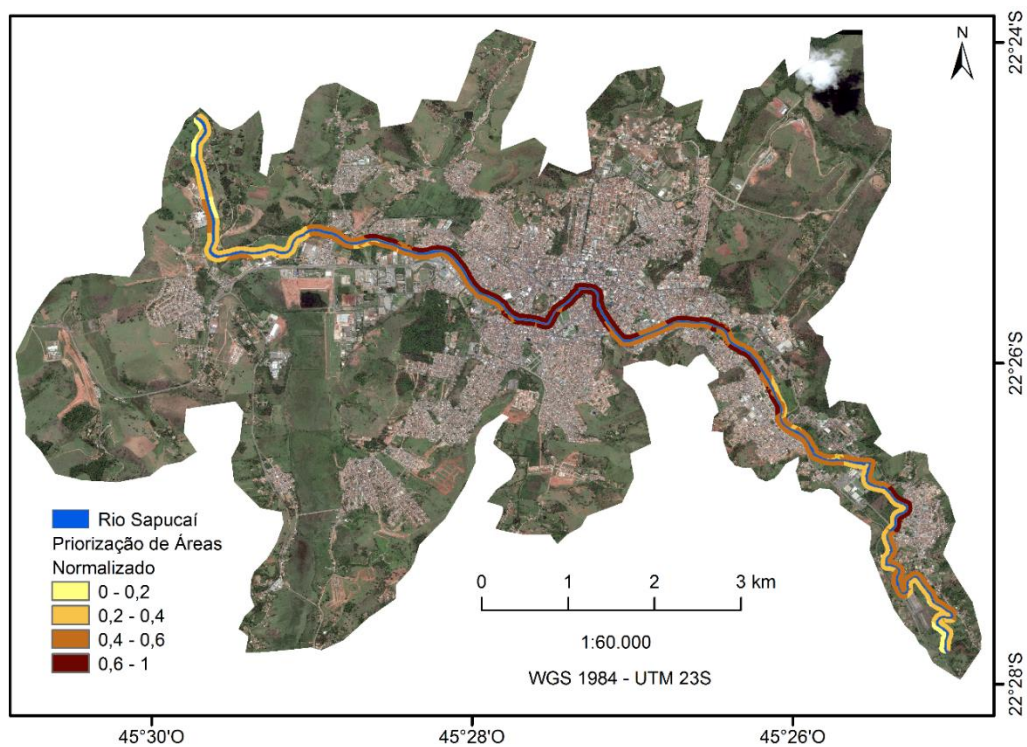 N
22°24'S
22°26'S
22°28'S
Rio Sapucaí
Priorização de Áreas
Normalizado
0 - 0,2
0,2 - 0,4
0,4 - 0,6
0,6 - 1
0 1 2 3 km
1:60.000
WGS 1984 - UTM 23S
45°30'O 45°28'O 45°26'O